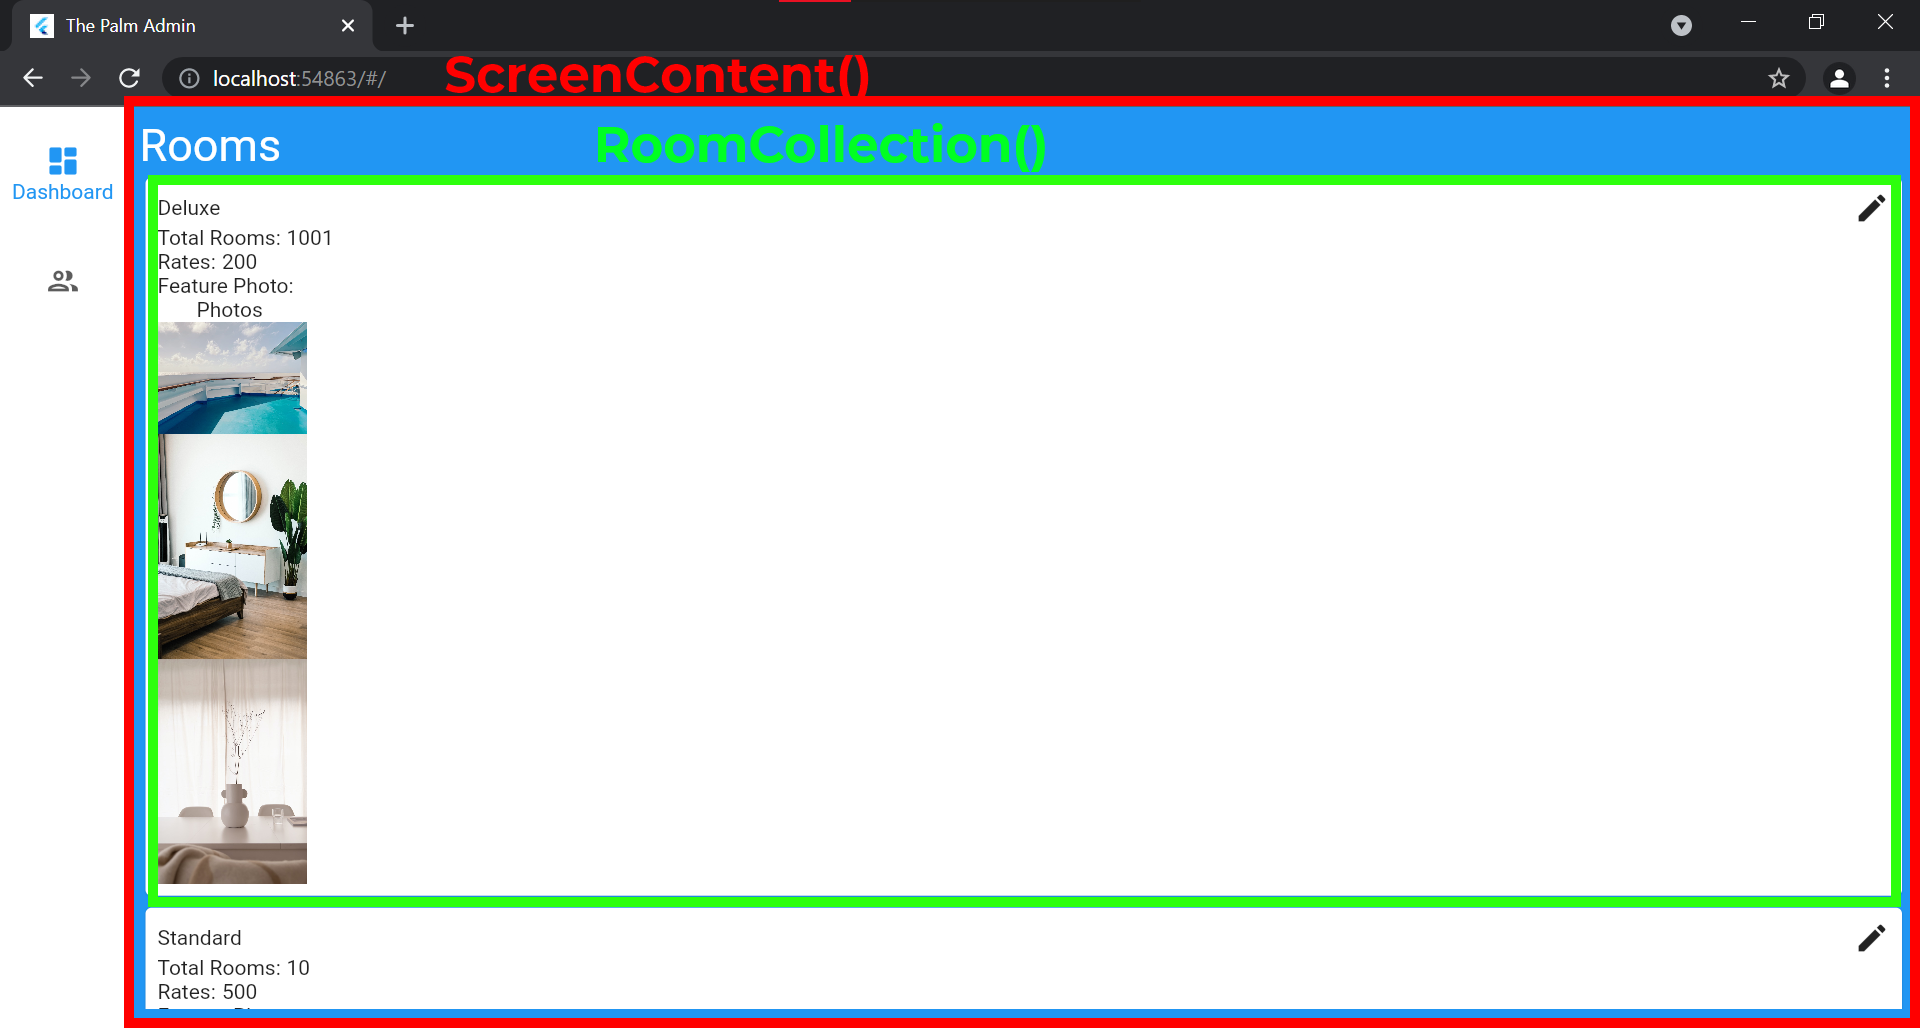 The Palm Admin
localhost:54863/#/
ScreenContent()
Rooms
RoomCollection()
Dashboard
Deluxe
Total Rooms: 1001
Rates: 200
Feature Photo:
Photos
Standard
Total Rooms: 10
Rates: 500